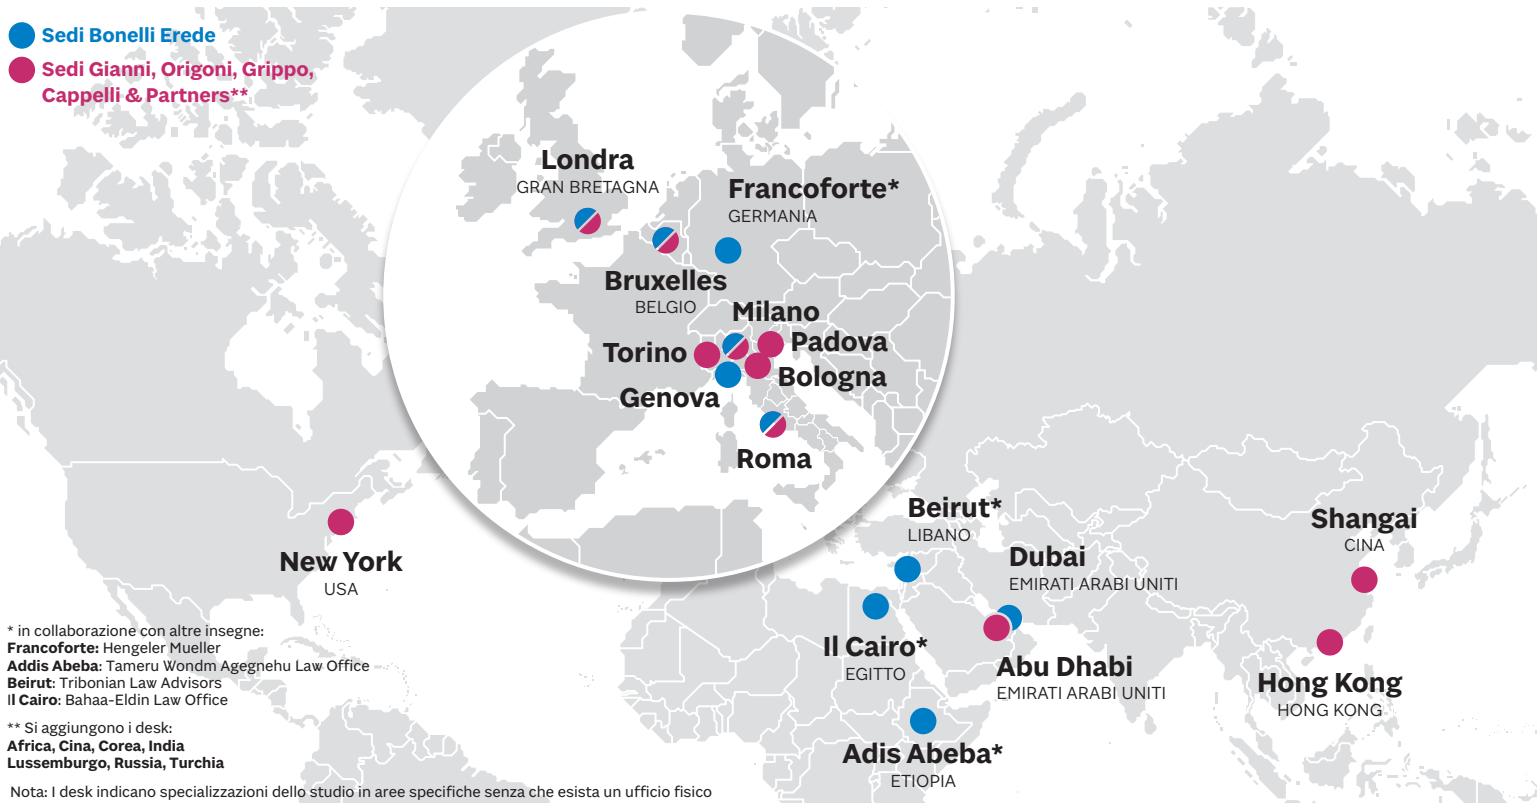 Sedi Bonelli Erede
Sedi Gianni, Origoni, Grippo,
Cappelli & Partners**
Londra
GRAN BRETAGNA
Francoforte*
GERMANIA
Bruxelles
BELGIO
Milano
Padova
Torino
Bologna
Genova
Roma
New York
USA
Beirut*
LIBANO
Dubai
EMIRATI ARABI UNITI
Shangai
CINA
Il Cairo*
EGITTO
Abu Dhabi
EMIRATI ARABI UNITI
Hong Kong
HONG KONG
Adis Abeba*
ETIOPIA
* in collaborazione con altre insegne:
Francoforte: Hengeler Mueller
Addis Abeba: Tameru Wondm Agegnehu Law Office
Beirut: Tribonian Law Advisors
Il Cairo: Bahaa-Eldin Law Office
** Si aggiungono i desk:
Africa, Cina, Corea, India
Lussemburgo, Russia, Turchia
Nota: I desk indicano specializzazioni dello studio in aree specifiche senza che esista un ufficio fisico